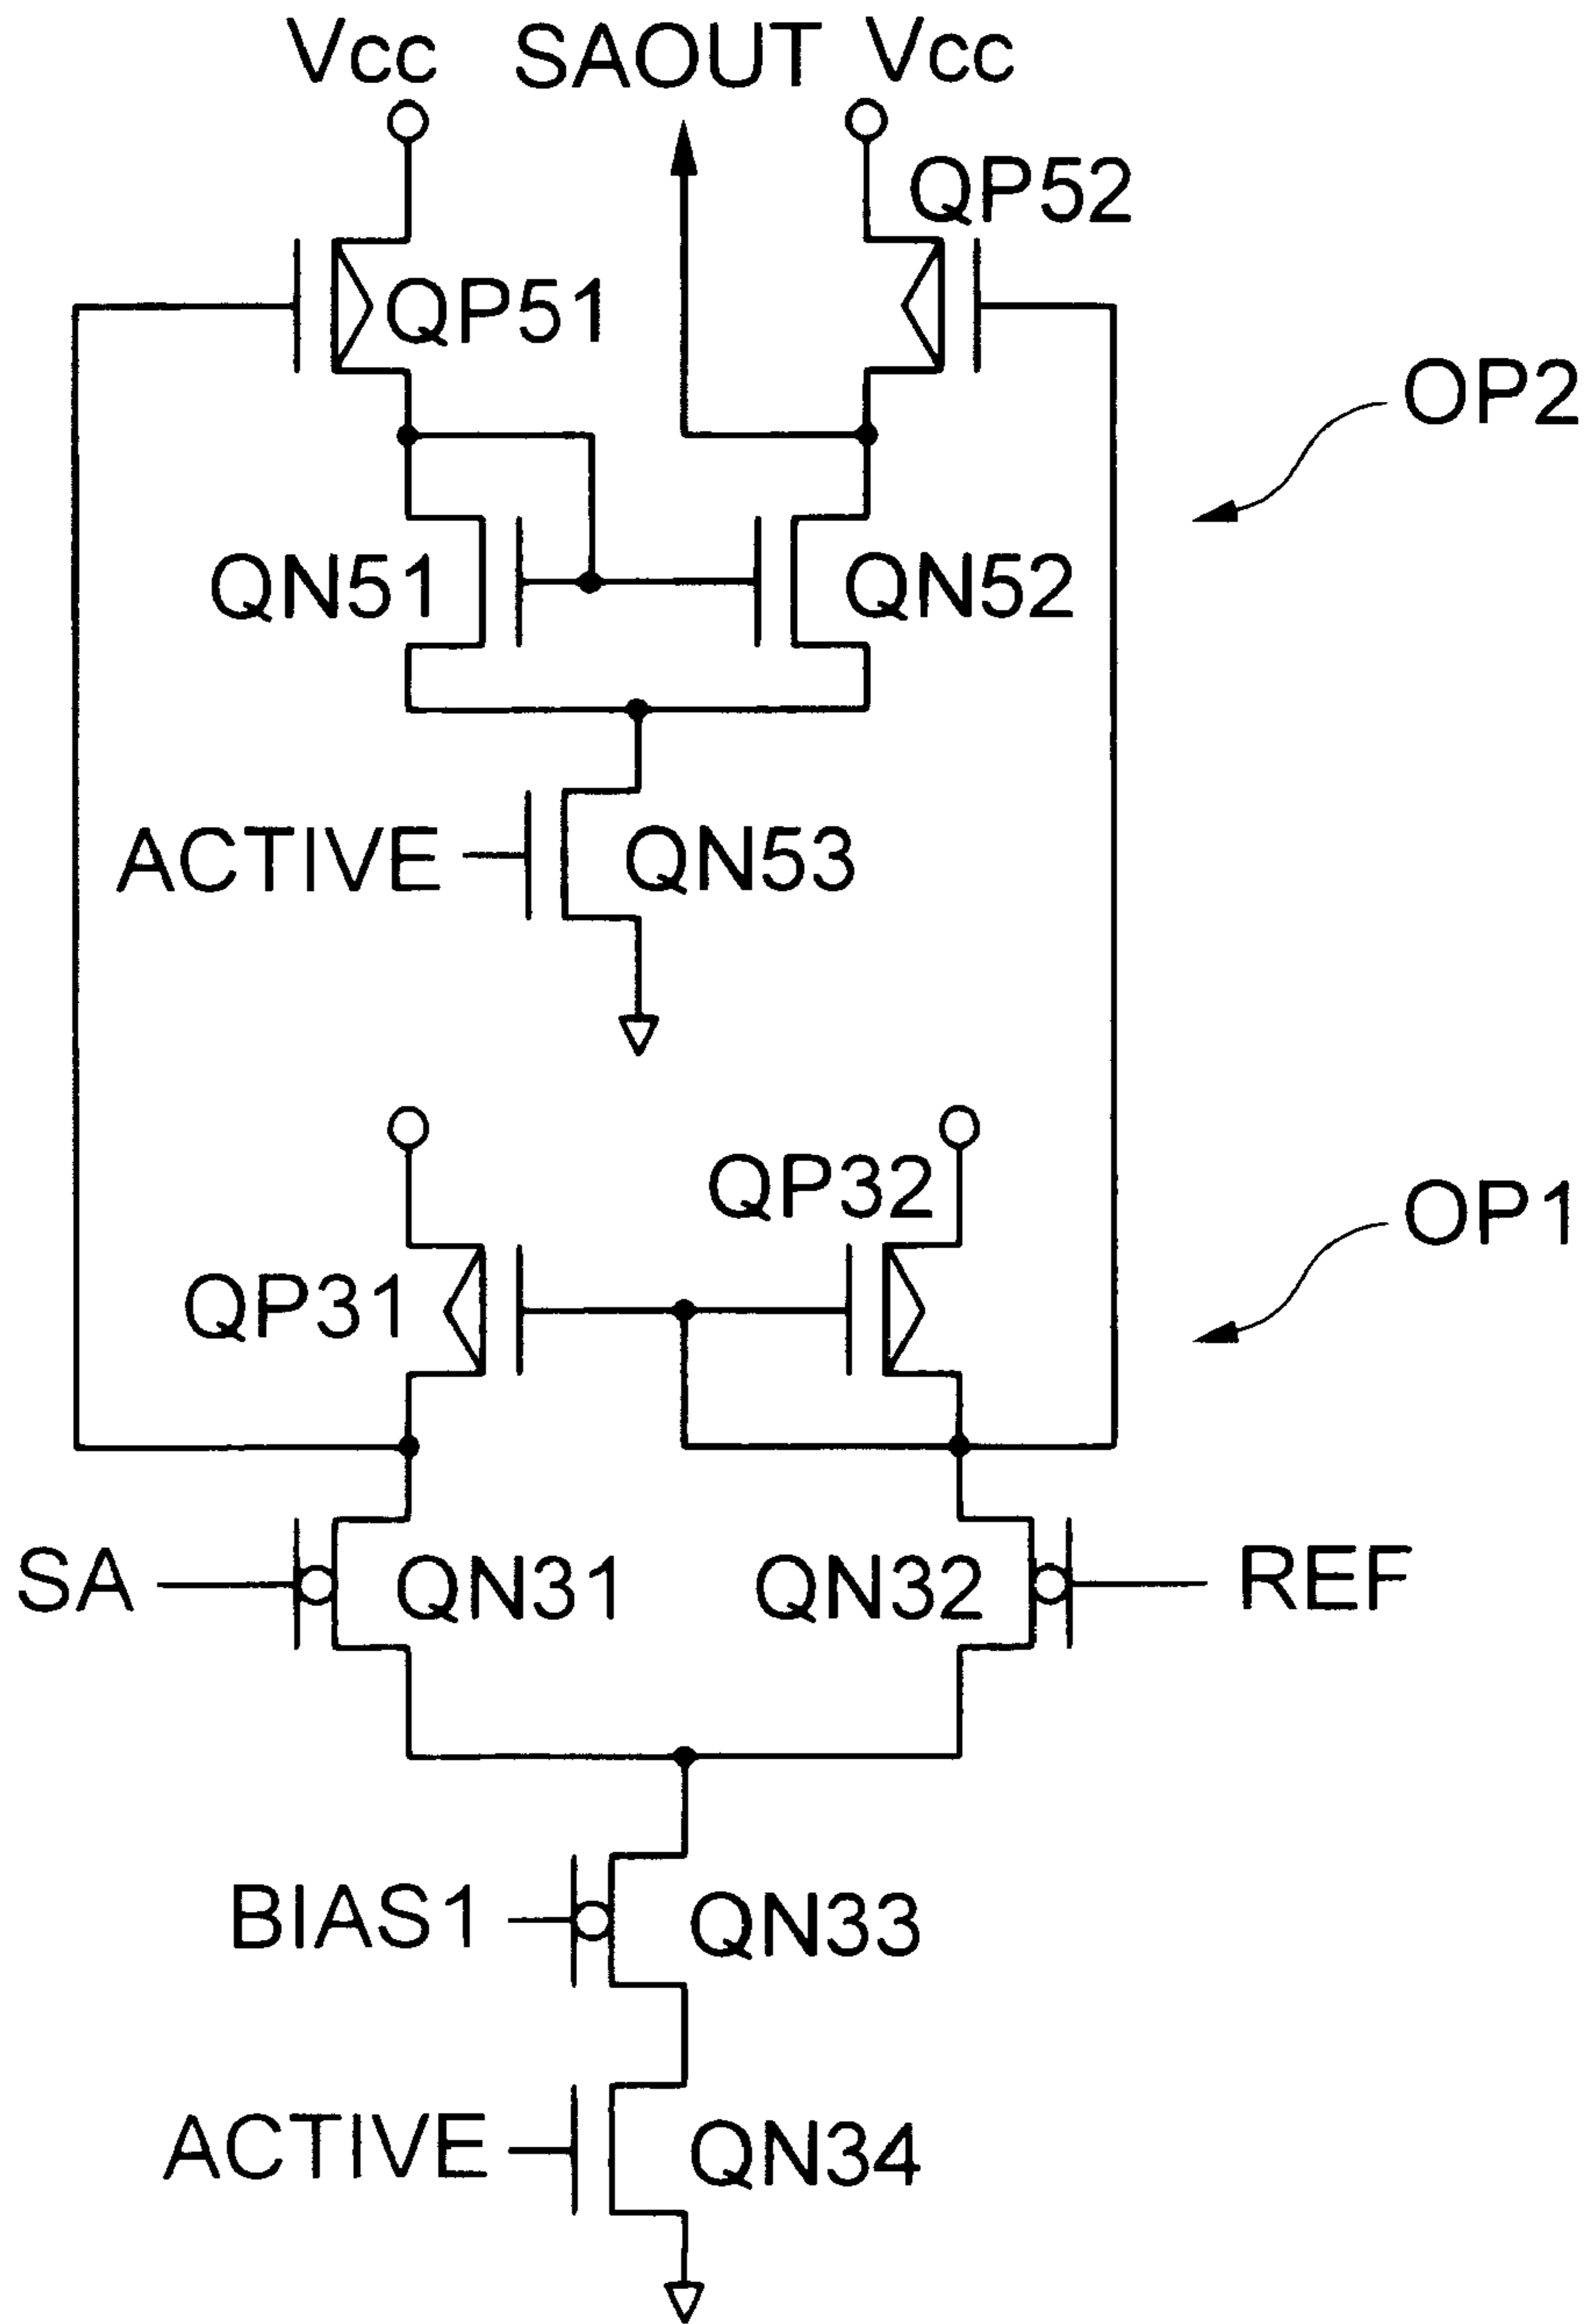 Vcc SAOUT Vcc
QP52
QP51
OP2
QN51 QN52
ACTIVE QN53
QP32
OP1
QP31
SA QN31 QN32 REF
BIAS1 QN33
ACTIVE QN34